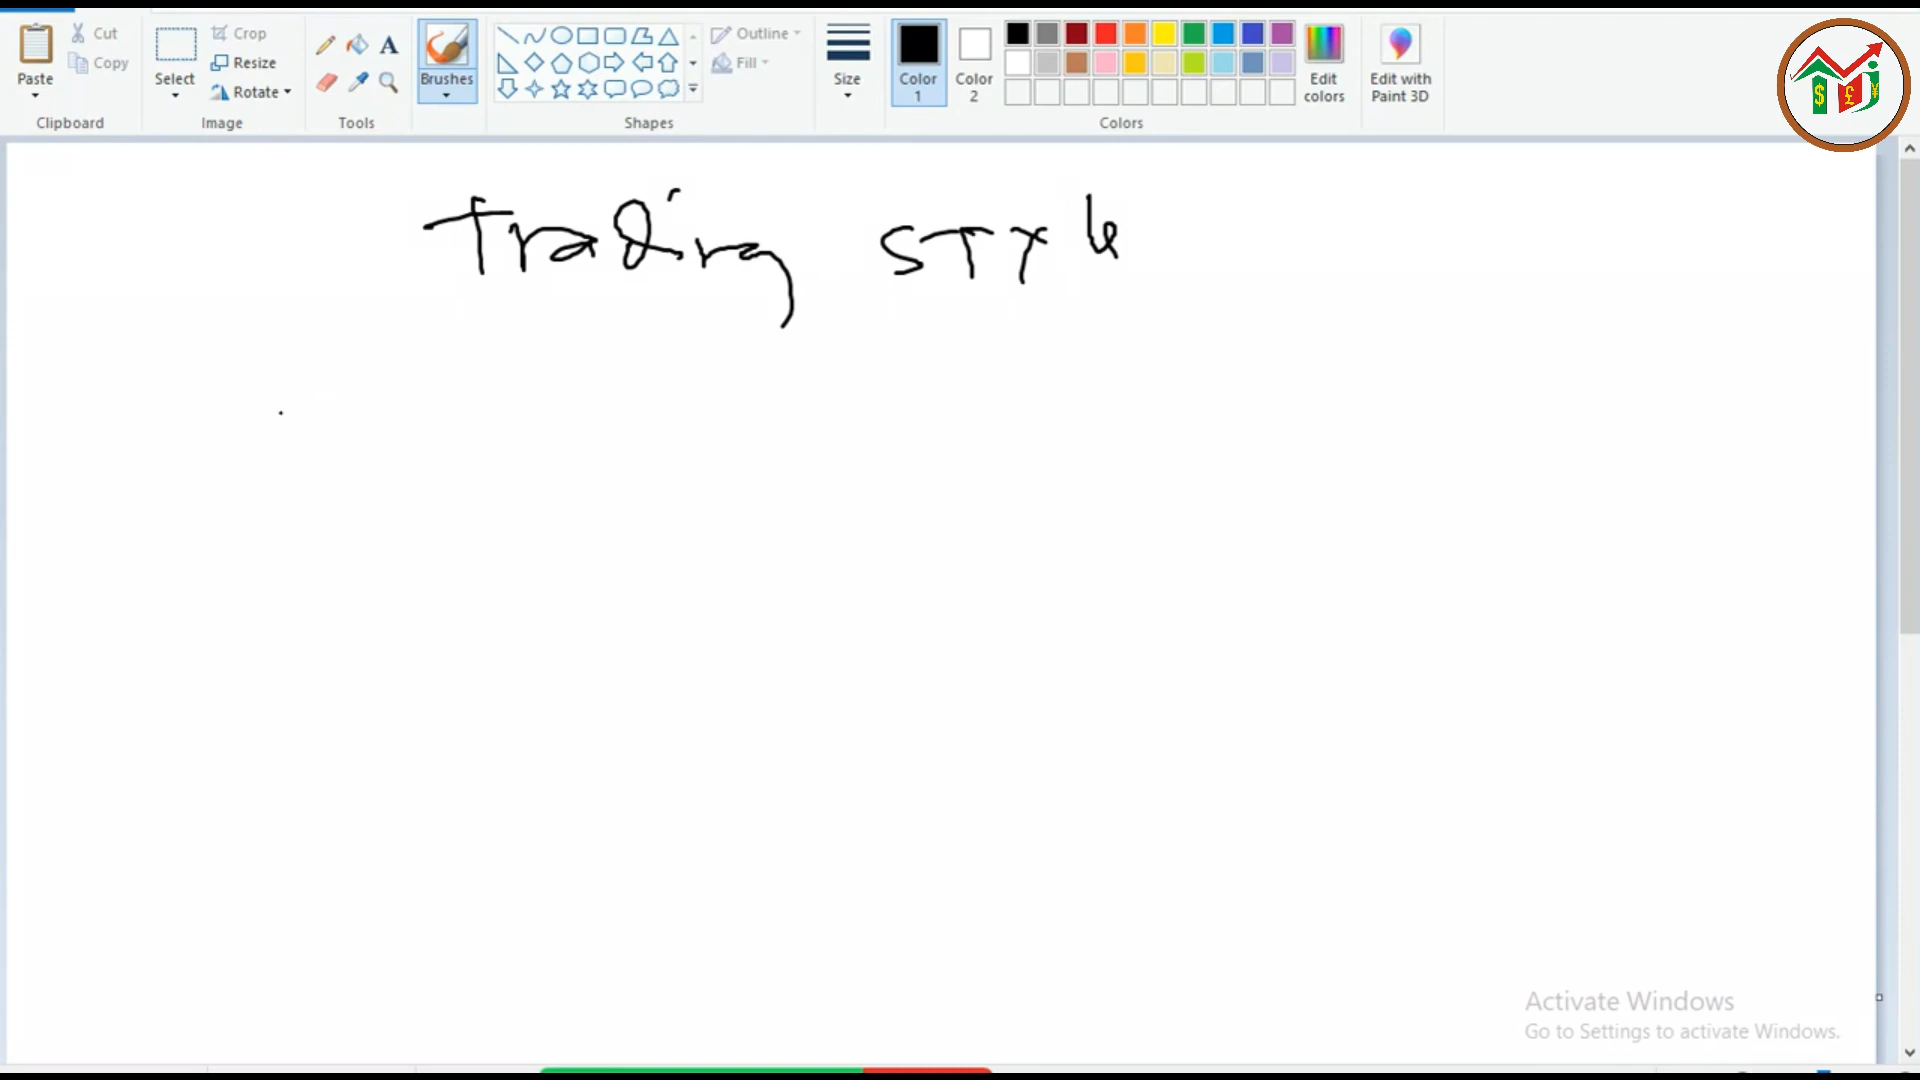 Cut
Copy
Paste
Clipboard
Crop
Resize
Rotate
Select
Image
A
Tools
Brushes
Shapes
Outline
Fill
Size
Color 1
Color 2
Colors
Edit colors
Edit with Paint 3D
$ £ ¥
Trading STYle
Activate Windows
Go to Settings to activate Windows.